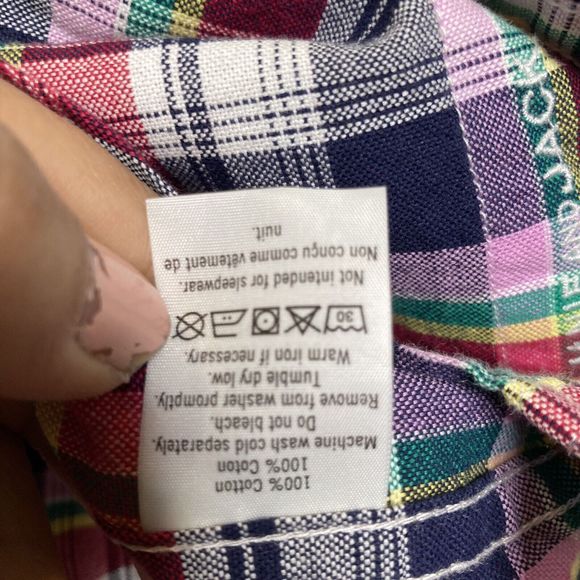 100% Cotton
100% Coton
Machine wash cold separately.
Do not bleach.
Remove from washer promptly.
Tumble dry low.
Warm iron if necessary.
30
Not intended for sleepwear.
Non conçu comme vêtement de
nuit.
ANDJACK